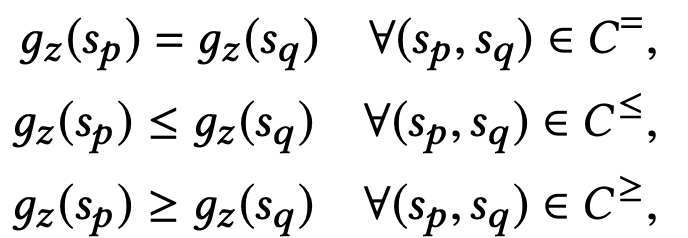 g_z(s_p) = g_z(s_q) ∀(s_p, s_q) ∈ C^=,
g_z(s_p) ≤ g_z(s_q) ∀(s_p, s_q) ∈ C^≤,
g_z(s_p) ≥ g_z(s_q) ∀(s_p, s_q) ∈ C^≥,